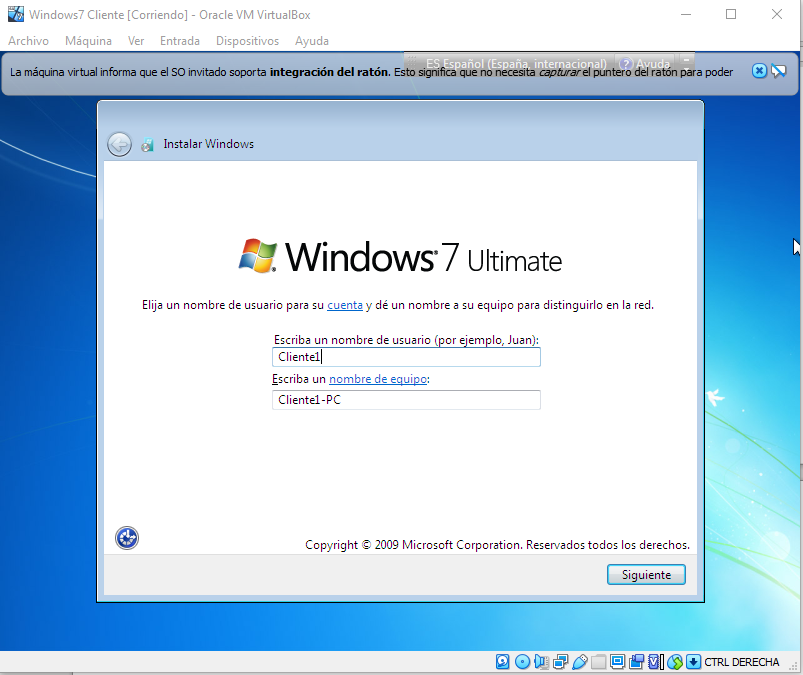 Windows7 Cliente [Corriendo] - Oracle VM VirtualBox
Archivo Máquina Ver Entrada Dispositivos Ayuda
ES Español (España, internacional) ? Ayuda
La máquina virtual informa que el SO invitado soporta integración del ratón. Esto significa que no necesita capturar el puntero del ratón para poder
Instalar Windows
Windows 7 Ultimate
Elija un nombre de usuario para su cuenta y dé un nombre a su equipo para distinguirlo en la red.
Escriba un nombre de usuario (por ejemplo, Juan):
Cliente1
Escriba un nombre de equipo:
Cliente1-PC
Copyright © 2009 Microsoft Corporation. Reservados todos los derechos.
Siguiente
CTRL DERECHA